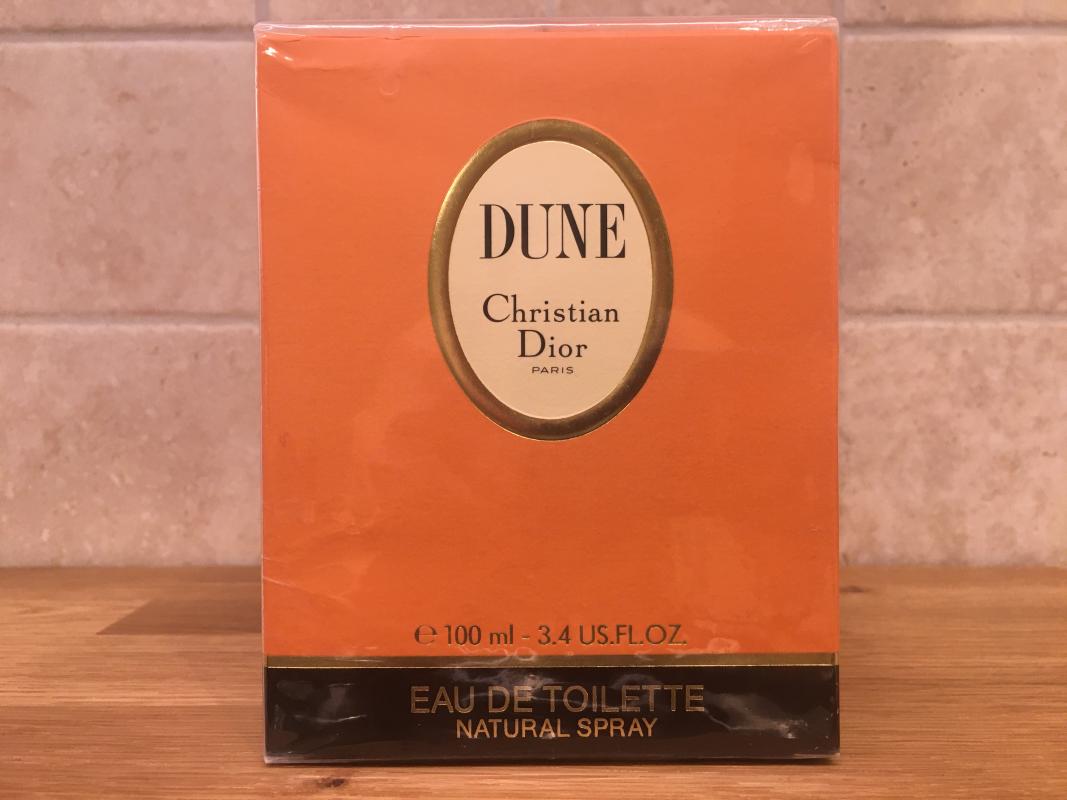 DUNE
Christian
Dior
PARIS
℮ 100 ml - 3.4 US.FL.OZ.
EAU DE TOILETTE
NATURAL SPRAY